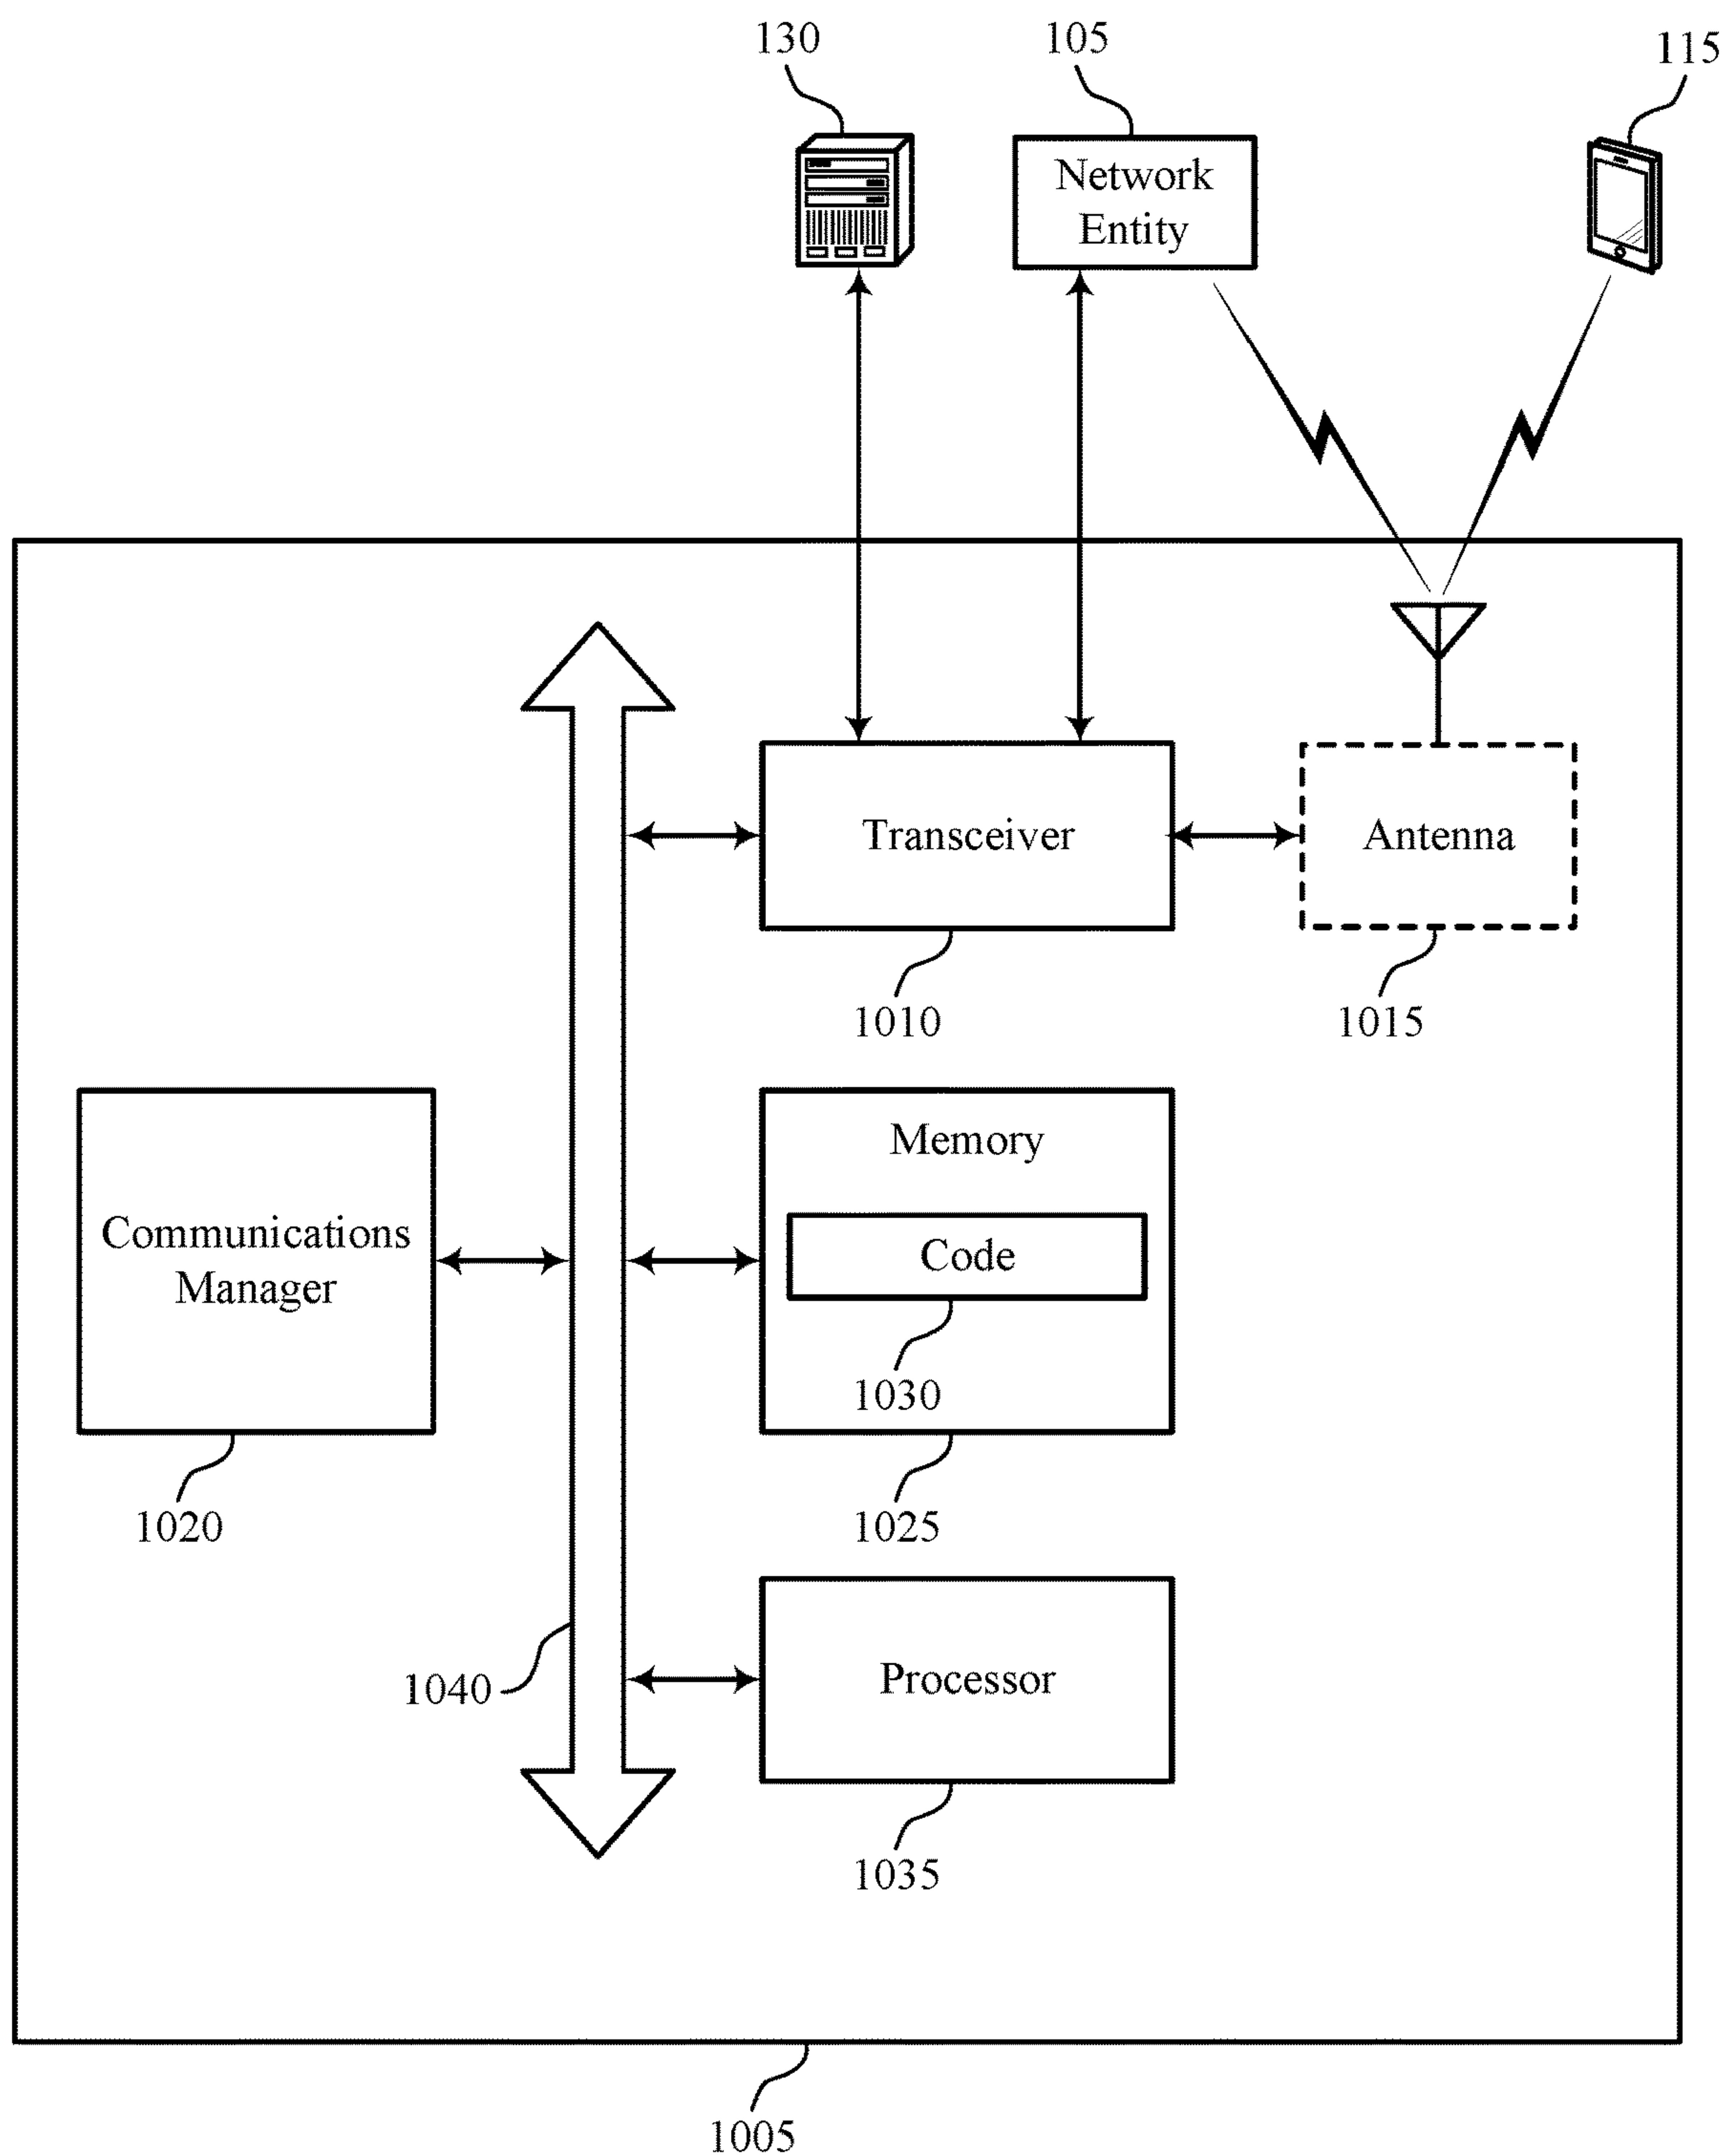 130
105
115
Network
Entity
Transceiver
Antenna
1010
1015
Memory
Communications
Manager
Code
1030
1020
1025
1040
Processor
1035
1005